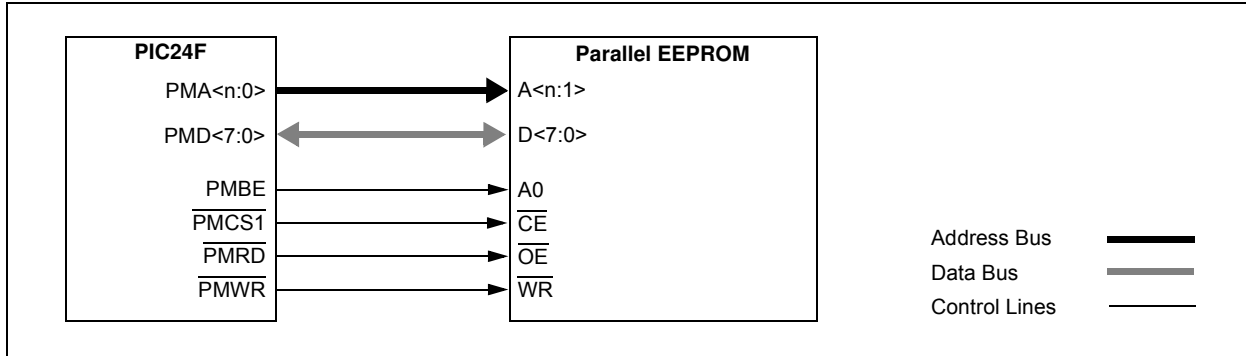 PIC24F
Parallel EEPROM
PMA<n:0>
A<n:1>
PMD<7:0>
D<7:0>
PMBE
A0
PMCS1
CE
PMRD
OE
PMWR
WR
Address Bus
Data Bus
Control Lines